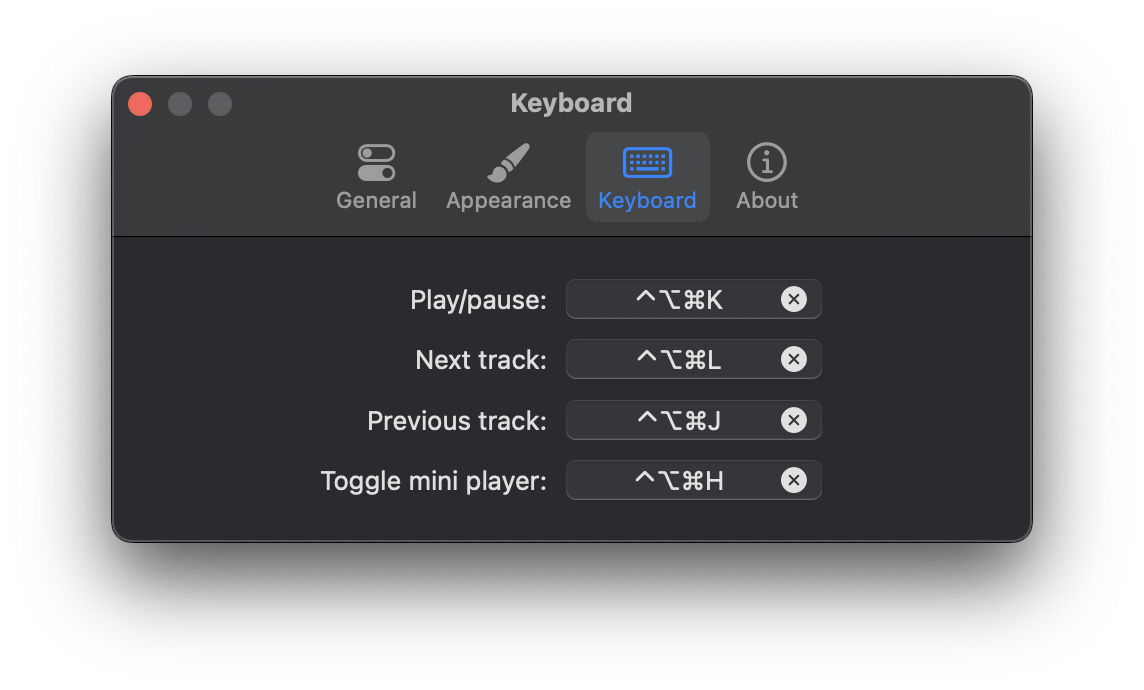 Keyboard
General Appearance Keyboard About
Play/pause: ^⌥⌘K
Next track: ^⌥⌘L
Previous track: ^⌥⌘J
Toggle mini player: ^⌥⌘H